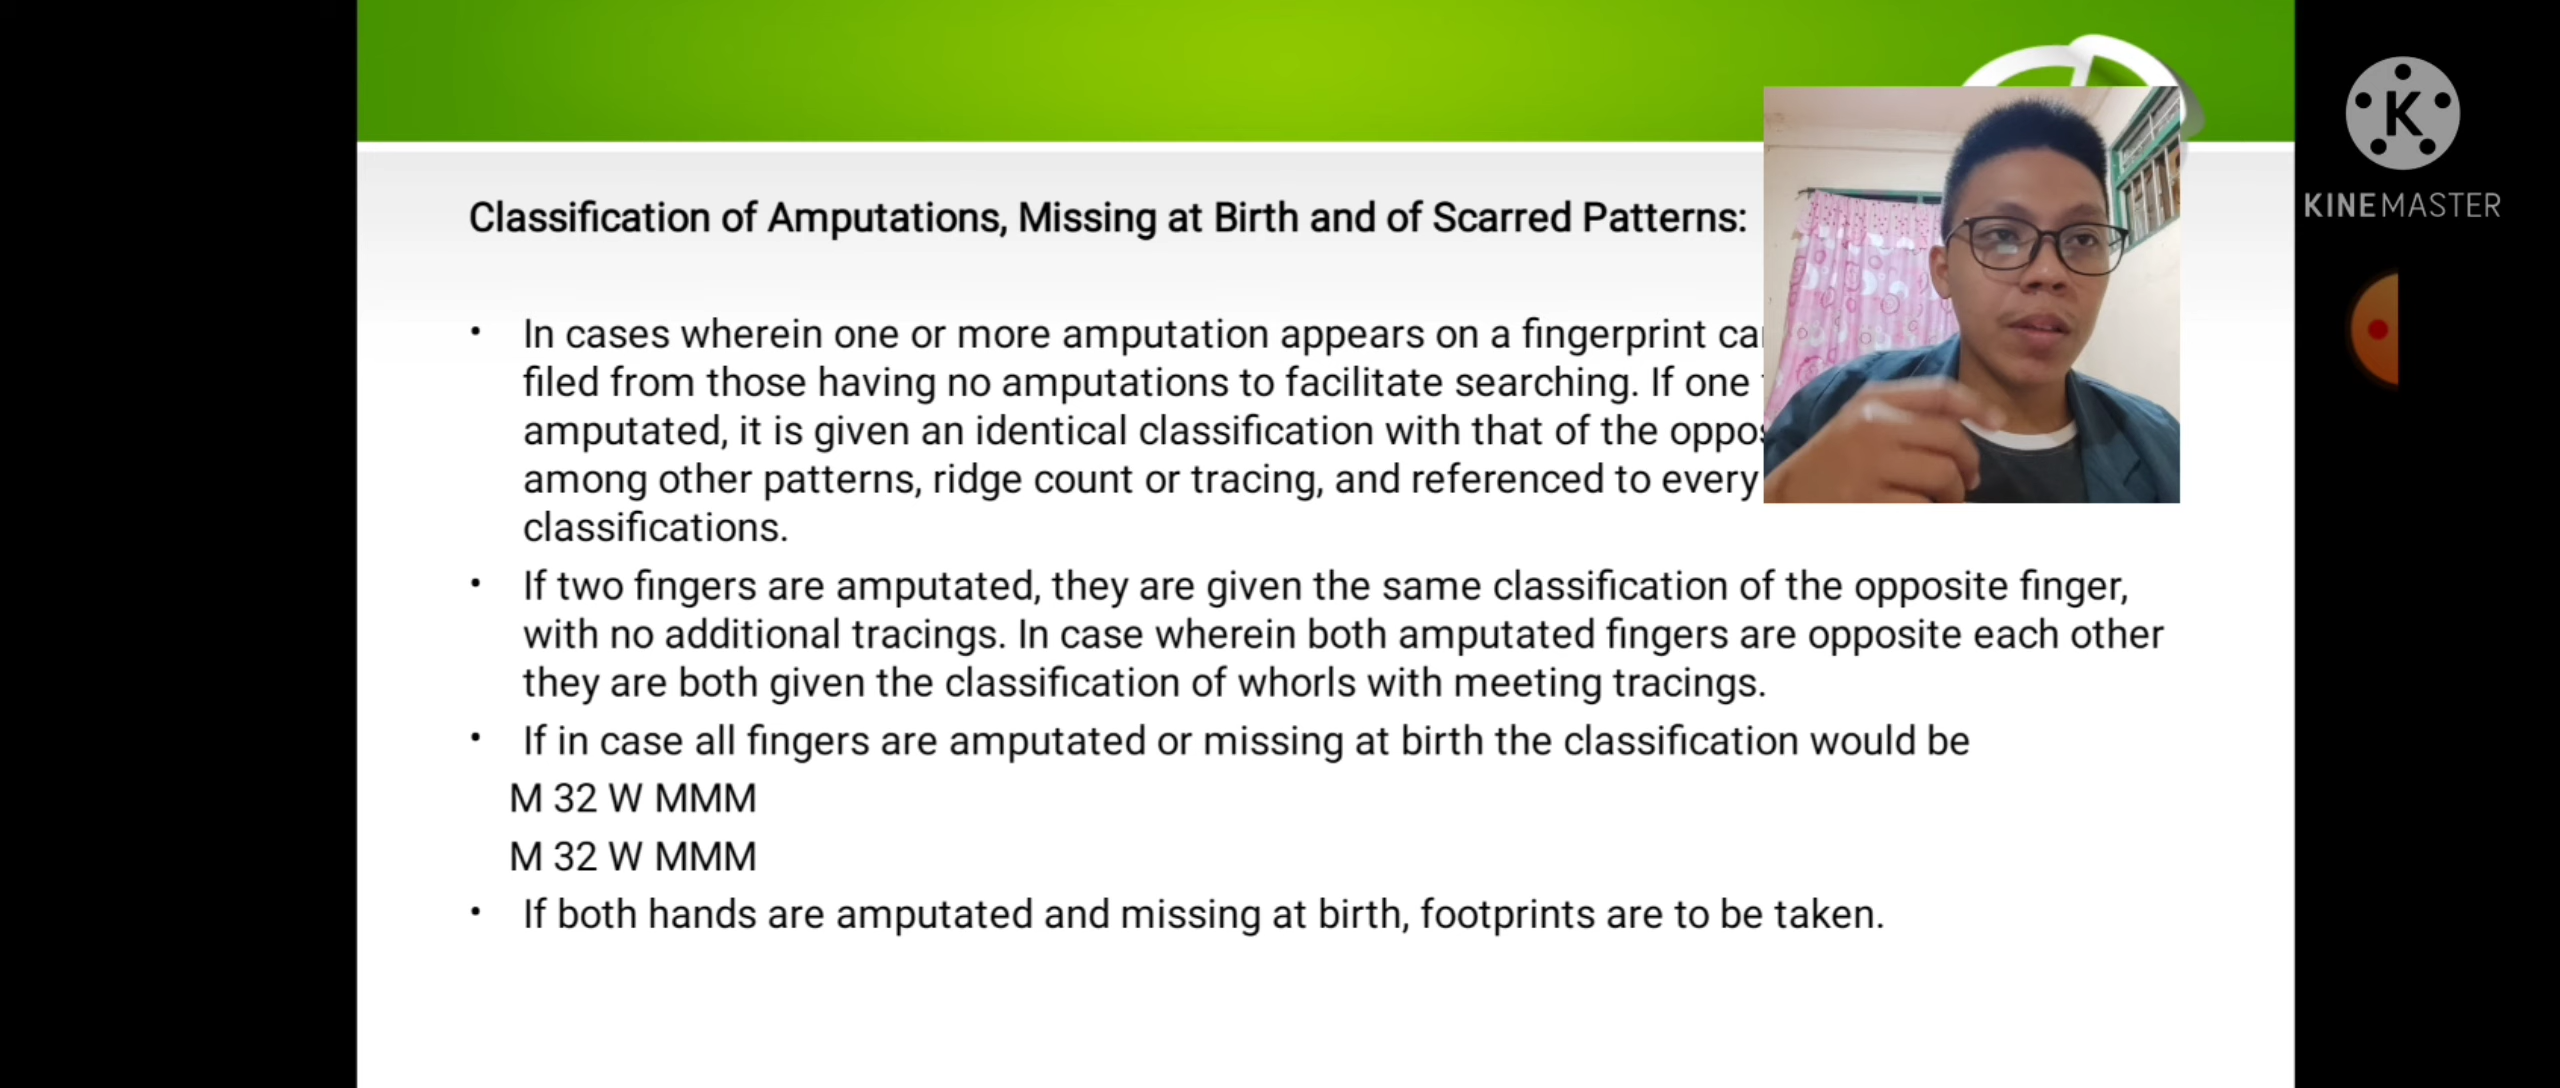 Classification of Amputations, Missing at Birth and of Scarred Patterns:
K
KINEMASTER
• In cases wherein one or more amputation appears on a fingerprint
filed from those having no amputations to facilitate searching. If one
amputated, it is given an identical classification with that of the
among other patterns, ridge count or tracing, and referenced to every
classifications.
• If two fingers are amputated, they are given the same classification of the opposite finger,
with no additional tracings. In case wherein both amputated fingers are opposite each other
they are both given the classification of whorls with meeting tracings.
• If in case all fingers are amputated or missing at birth the classification would be
M 32 W MMM
M 32 W MMM
• If both hands are amputated and missing at birth, footprints are to be taken.